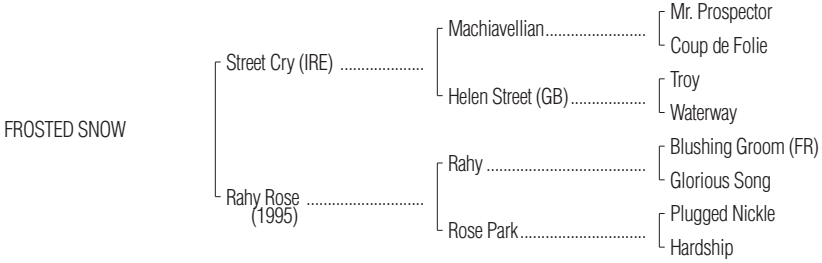 Mr. Prospector
Machiavellian........................
Coup de Folie
Street Cry (IRE) ....................
Troy
Helen Street (GB)..................
Waterway
FROSTED SNOW
Blushing Groom (FR)
Rahy ......................................
Glorious Song
Rahy Rose ............................
(1995)
Plugged Nickle
Rose Park..............................
Hardship